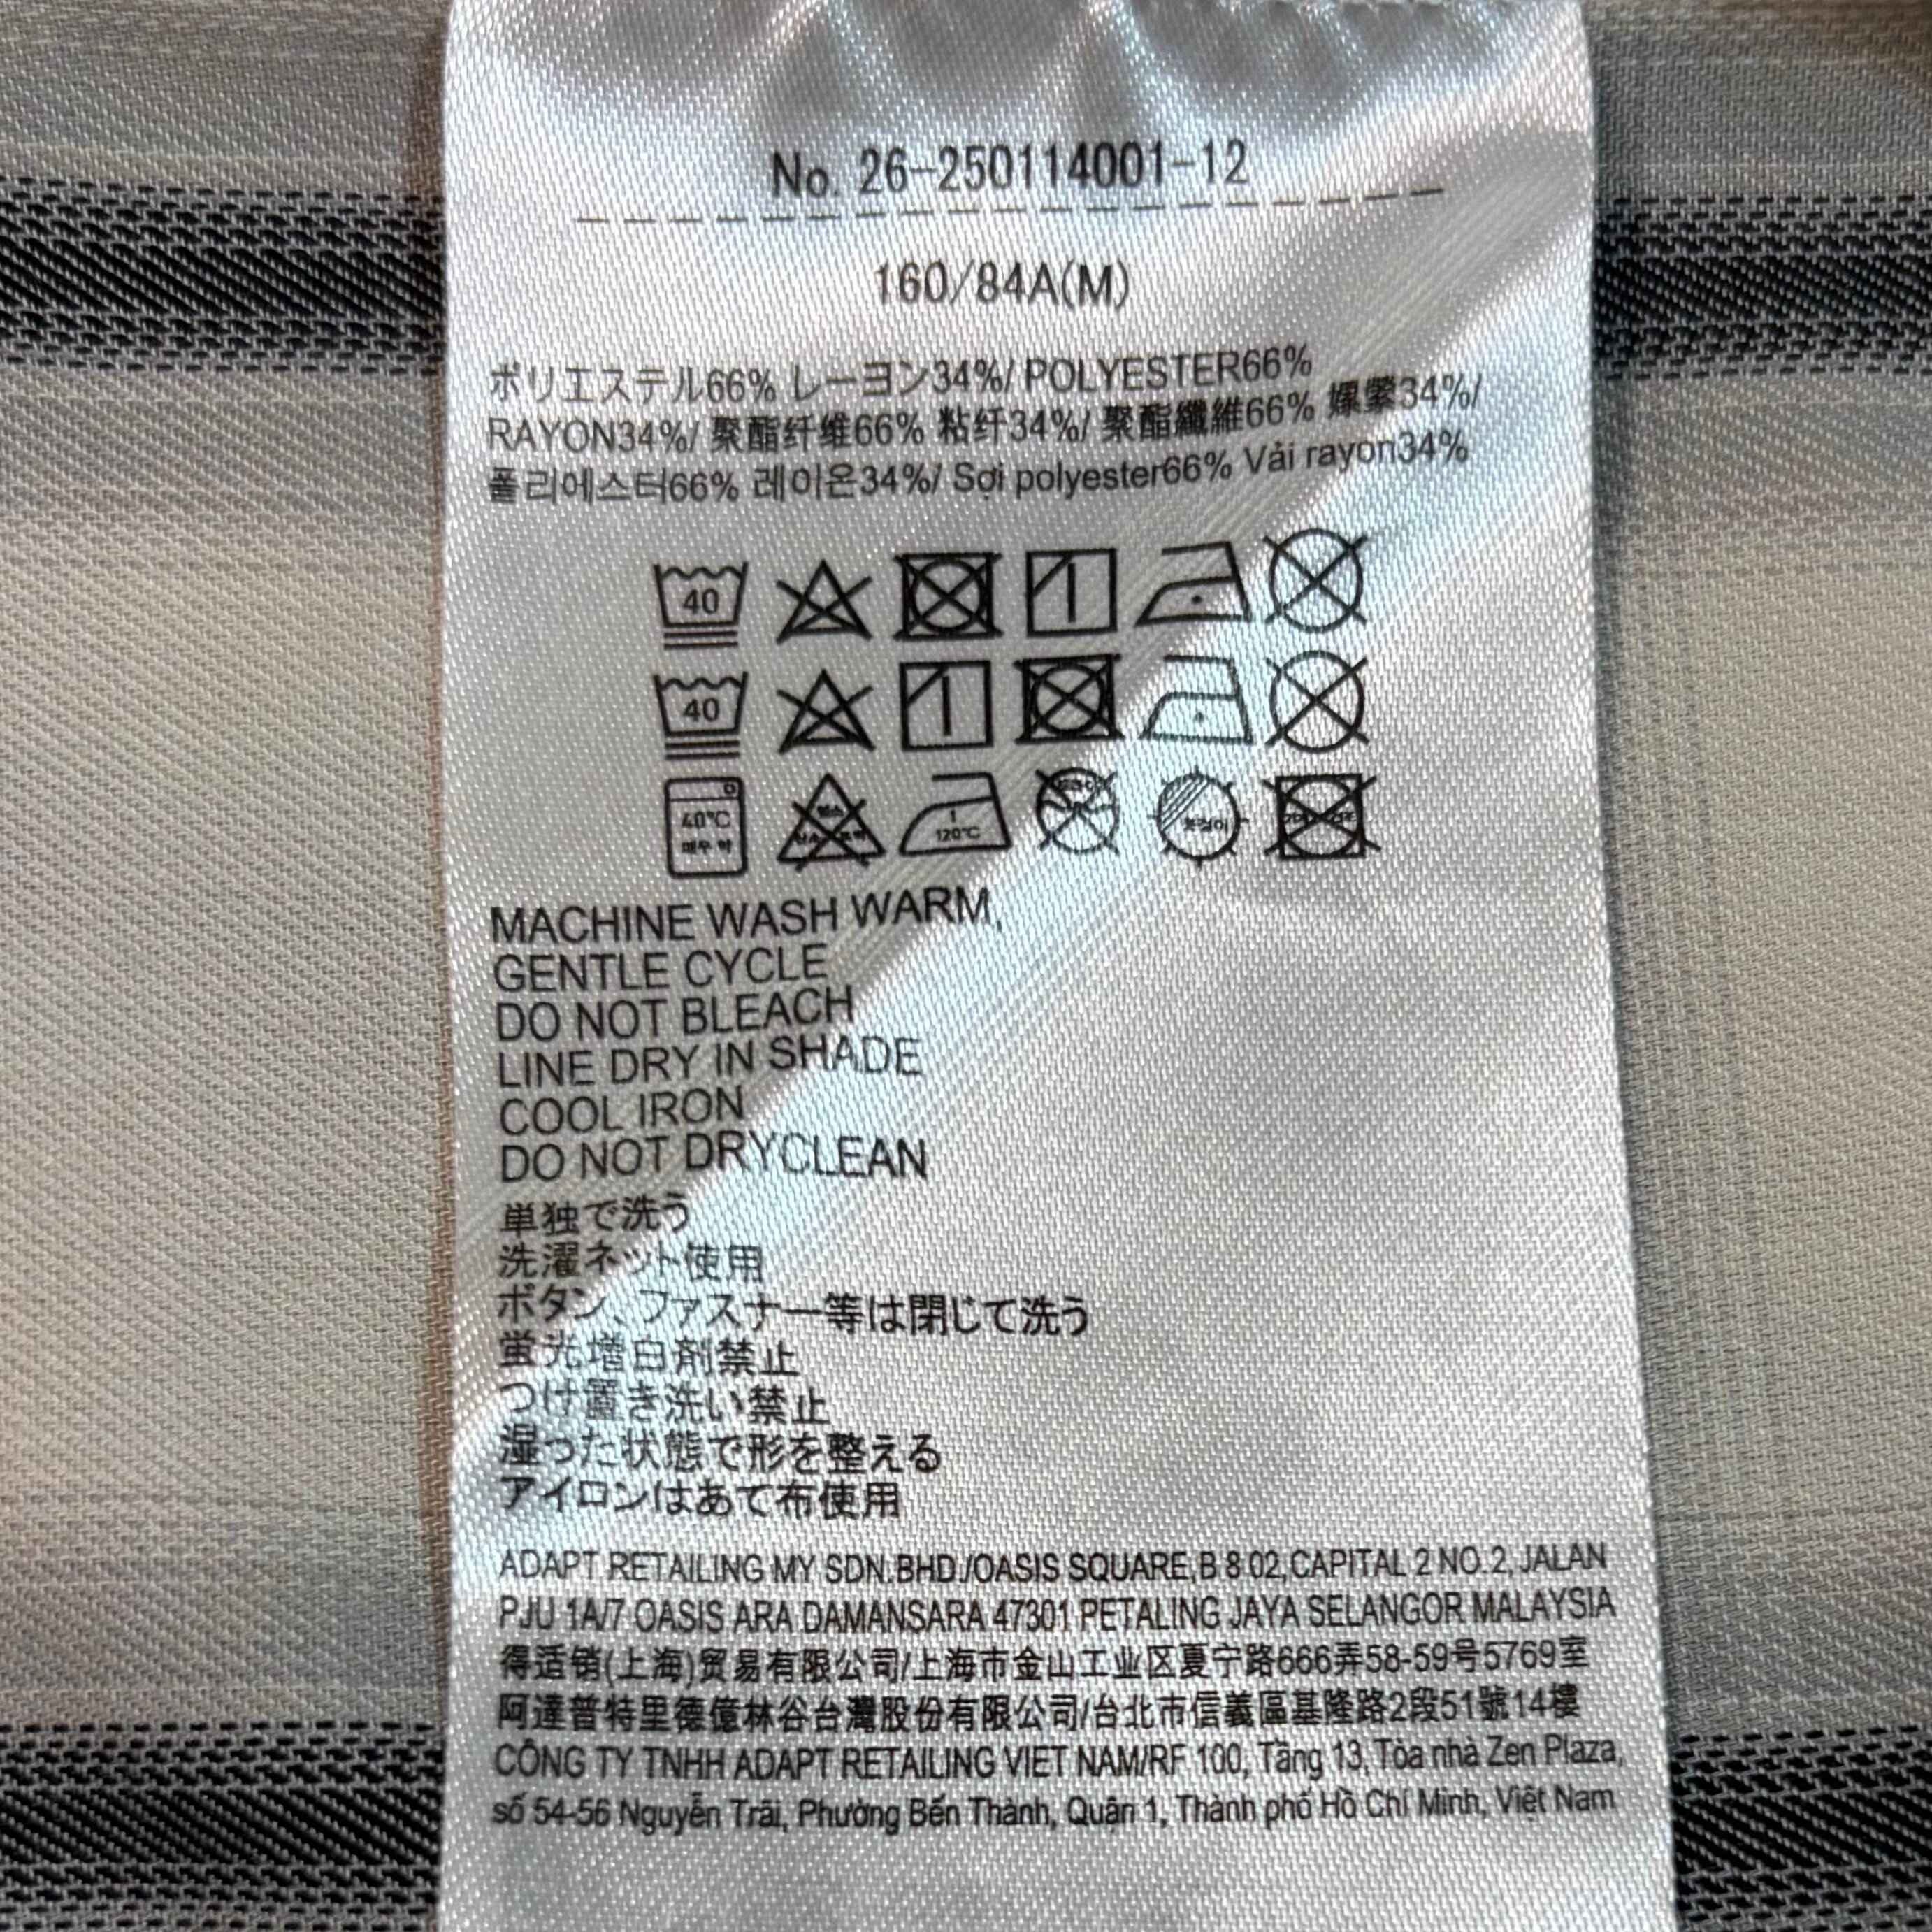 No. 26-250114001-12
160/84A(M)
ポリエステル66% レーヨン34%/ POLYESTER66%
RAYON34%/ 聚酯纤维66% 粘纤34%/ 聚酯纖維66% 嫘縈34%/
폴리에스터66% 레이온34%/ Sợi polyester66% Vải rayon34%
40
40
40℃
120℃
MACHINE WASH WARM,
GENTLE CYCLE
DO NOT BLEACH
LINE DRY IN SHADE
COOL IRON
DO NOT DRYCLEAN
単独で洗う
洗濯ネット使用
ボタン、ファスナー等は閉じて洗う
蛍光増白剤禁止
つけ置き洗い禁止
湿った状態で形を整える
アイロンはあて布使用
ADAPT RETAILING MY SDN.BHD./OASIS SQUARE,B 8 02,CAPITAL 2 NO.2, JALAN
PJU 1A/7 OASIS ARA DAMANSARA 47301 PETALING JAYA SELANGOR MALAYSIA
得适销(上海)贸易有限公司/上海市金山工业区夏宁路666弄58-59号5769室
阿達普特里德億林谷台灣股份有限公司/台北市信義區基隆路2段51號14樓
CÔNG TY TNHH ADAPT RETAILING VIET NAM/RF 100, Tầng 13, Tòa nhà Zen Plaza,
số 54-56 Nguyễn Trãi, Phường Bến Thành, Quận 1, Thành phố Hồ Chí Minh, Việt Nam